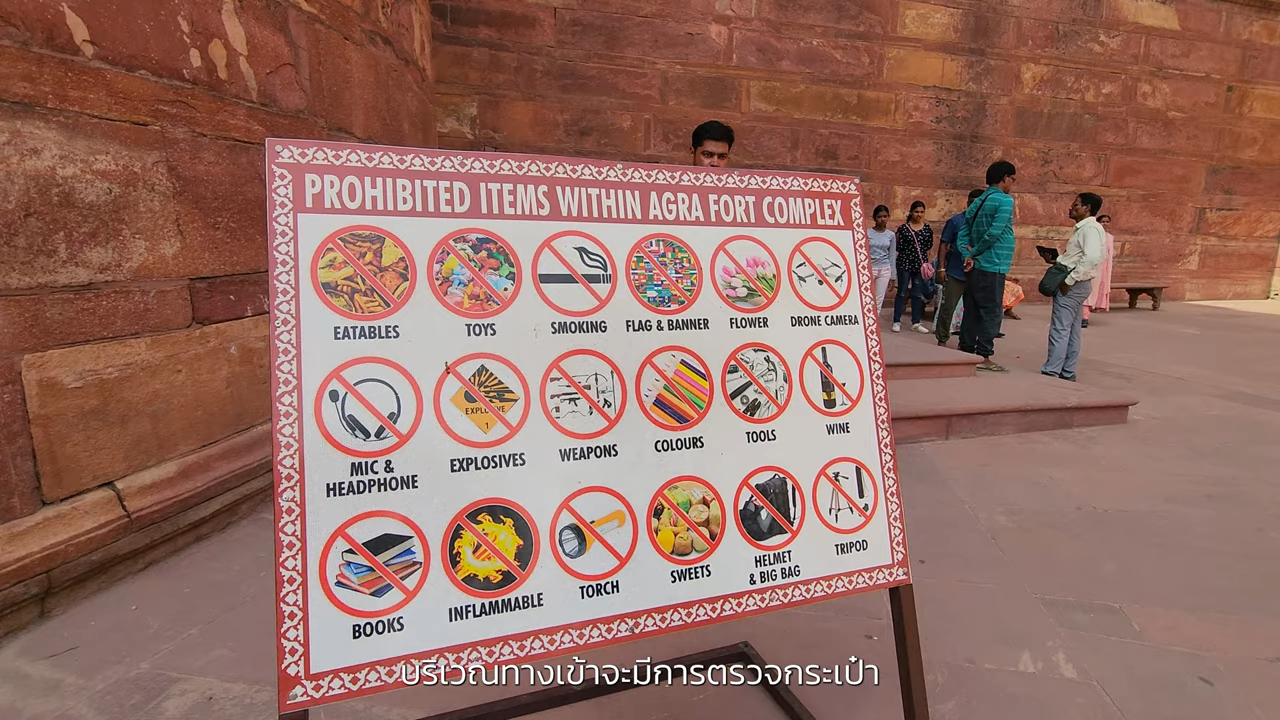 PROHIBITED ITEMS WITHIN AGRA FORT COMPLEX
EATABLES
TOYS
SMOKING
FLAG & BANNER
FLOWER
DRONE CAMERA
MIC &
HEADPHONE
EXPLOSIVES
1
WEAPONS
COLOURS
TOOLS
WINE
BOOKS
INFLAMMABLE
TORCH
SWEETS
HELMET
& BIG BAG
TRIPOD
บริเวณทางเข้าจะมีการตรวจกระเป๋า